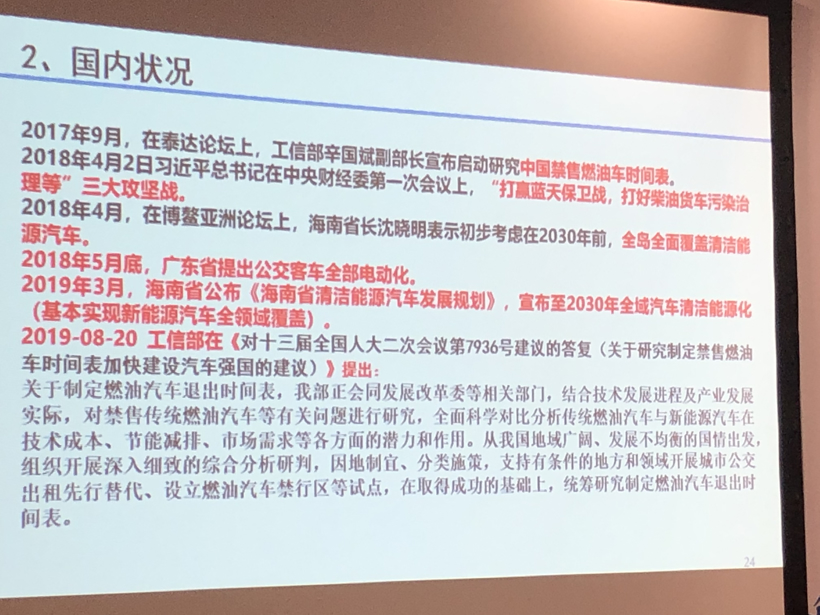 2、国内状况
2017年9月，在泰达论坛上，工信部辛国斌副部长宣布启动研究中国禁售燃油车时间表。
2018年4月2日习近平总书记在中央财经委第一次会议上，“打赢蓝天保卫战，打好柴油货车污染治
理等”三大攻坚战。
2018年4月，在博鳌亚洲论坛上，海南省长沈晓明表示初步考虑在2030年前，全岛全面覆盖清洁能
源汽车。
2018年5月底，广东省提出公交客车全部电动化。
2019年3月，海南省公布《海南省清洁能源汽车发展规划》，宣布至2030年全域汽车清洁能源化
（基本实现新能源汽车全领域覆盖）。
2019-08-20 工信部在《对十三届全国人大二次会议第7936号建议的答复（关于研究制定禁售燃油
车时间表加快建设汽车强国的建议）》提出：
关于制定燃油汽车退出时间表，我部正会同发展改革委等相关部门，结合技术发展进程及产业发展
实际，对禁售传统燃油汽车等有关问题进行研究，全面科学对比分析传统燃油汽车与新能源汽车在
技术成本、节能减排、市场需求等各方面的潜力和作用。从我国地域广阔、发展不均衡的国情出发，
组织开展深入细致的综合分析研判，因地制宜、分类施策，支持有条件的地方和领域开展城市公交
出租先行替代、设立燃油汽车禁行区等试点，在取得成功的基础上，统筹研究制定燃油汽车退出时
间表。
24